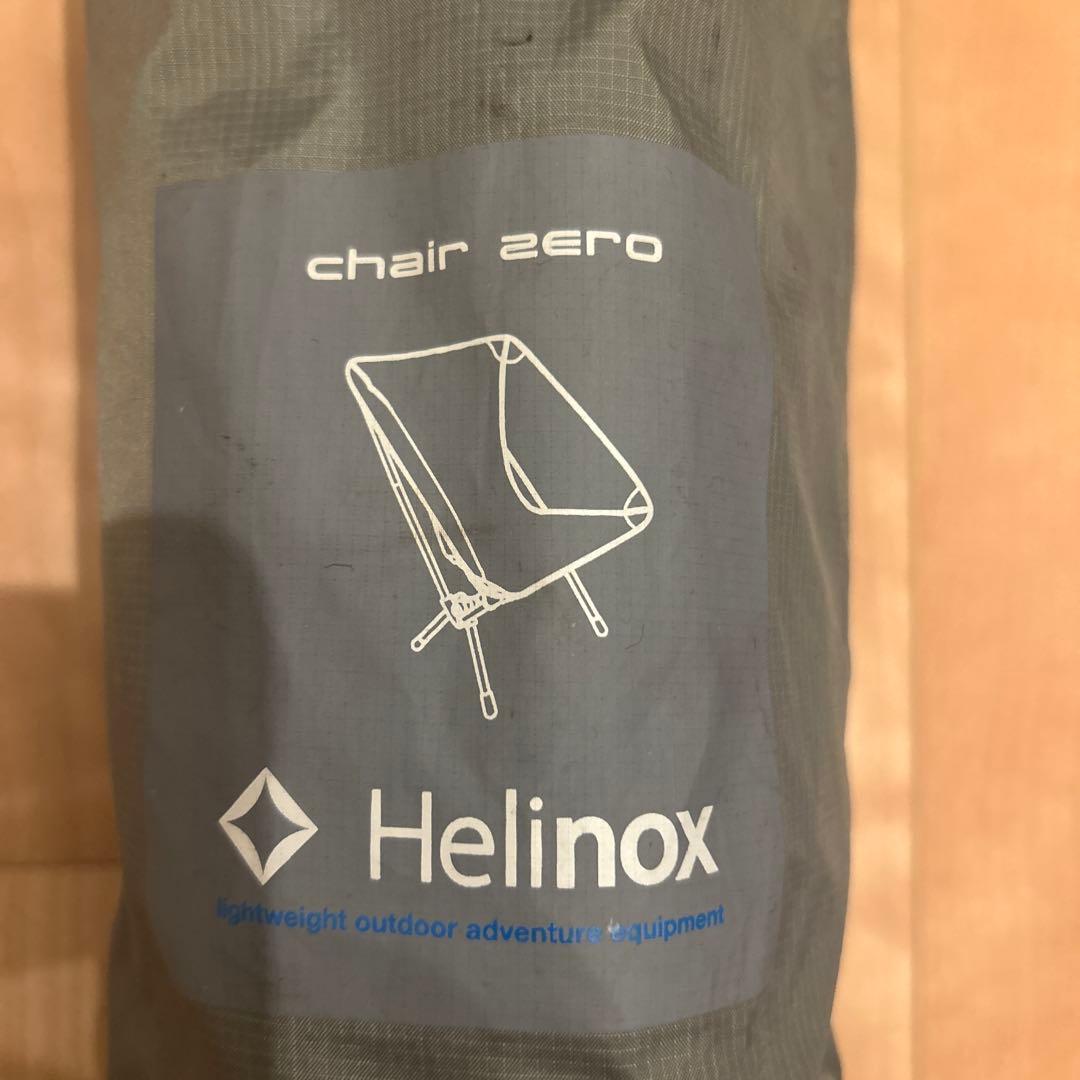 chair zero
Helinox
lightweight outdoor adventure equipment